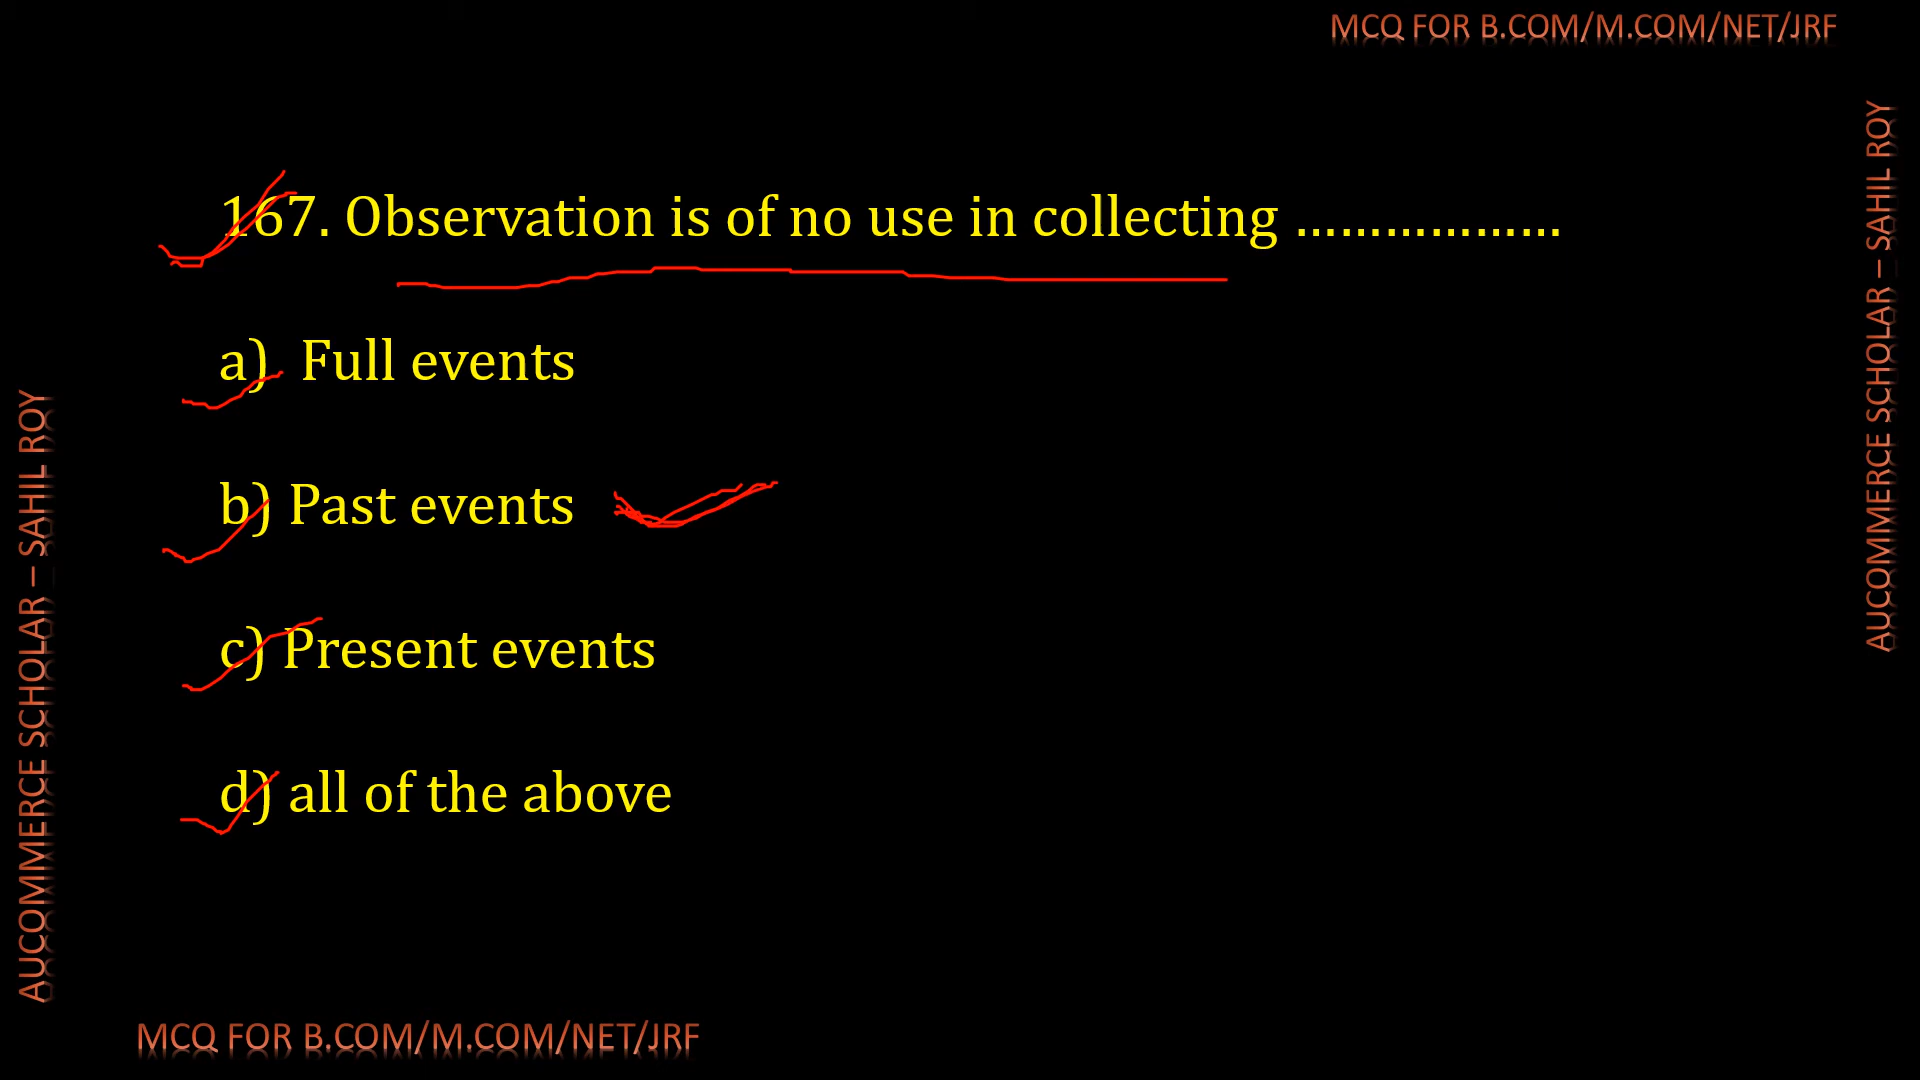 MCQ FOR B.COM/M.COM/NET/JRF
167. Observation is of no use in collecting ………………
a) Full events
b) Past events
c) Present events
d) all of the above
AUCOMMERCE SCHOLAR – SAHIL ROY
AUCOMMERCE SCHOLAR – SAHIL ROY
MCQ FOR B.COM/M.COM/NET/JRF